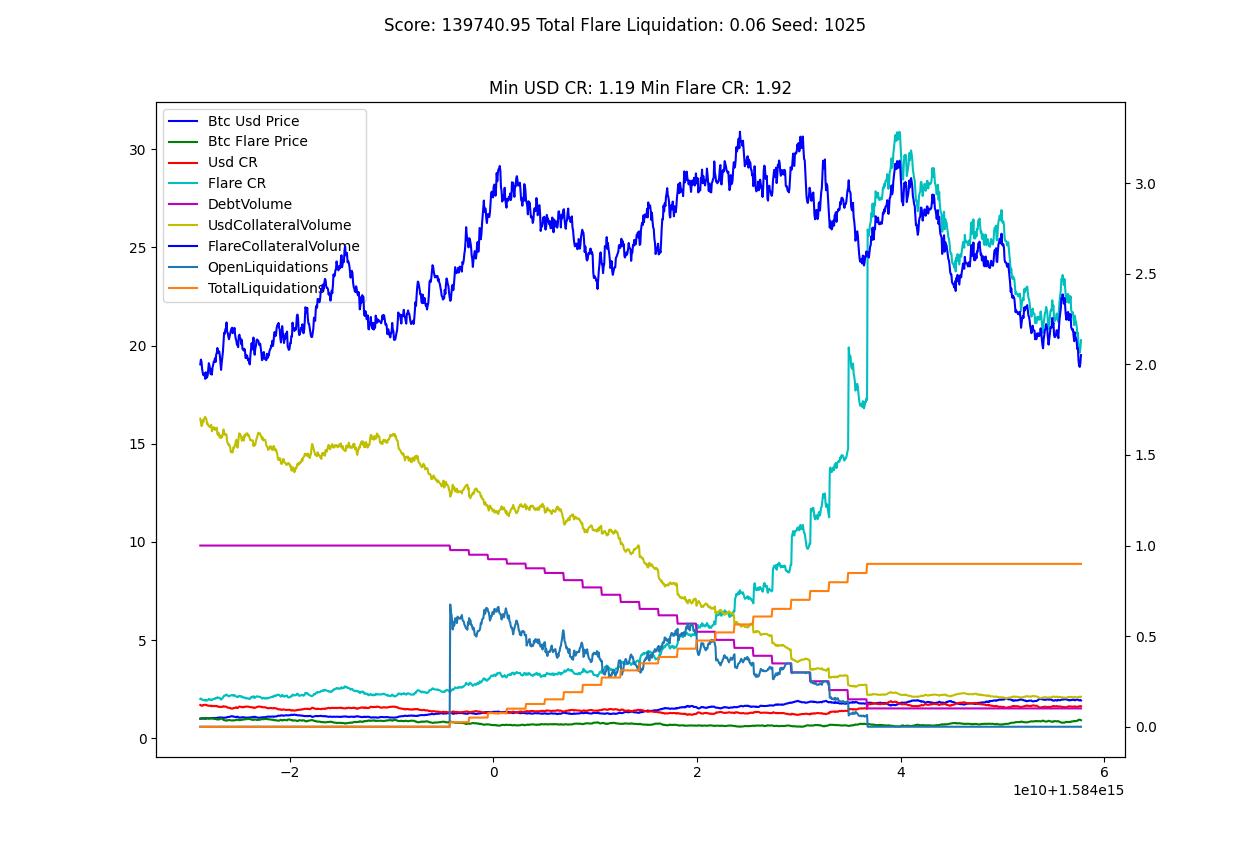 Score: 139740.95 Total Flare Liquidation: 0.06 Seed: 1025
Min USD CR: 1.19 Min Flare CR: 1.92
Btc Usd Price
Btc Flare Price
Usd CR
Flare CR
DebtVolume
UsdCollateralVolume
FlareCollateralVolume
OpenLiquidations
TotalLiquidations
30
25
20
15
10
5
0
3.0
2.5
2.0
1.5
1.0
0.5
0.0
−2 0 2 4 6
1e10+1.584e15